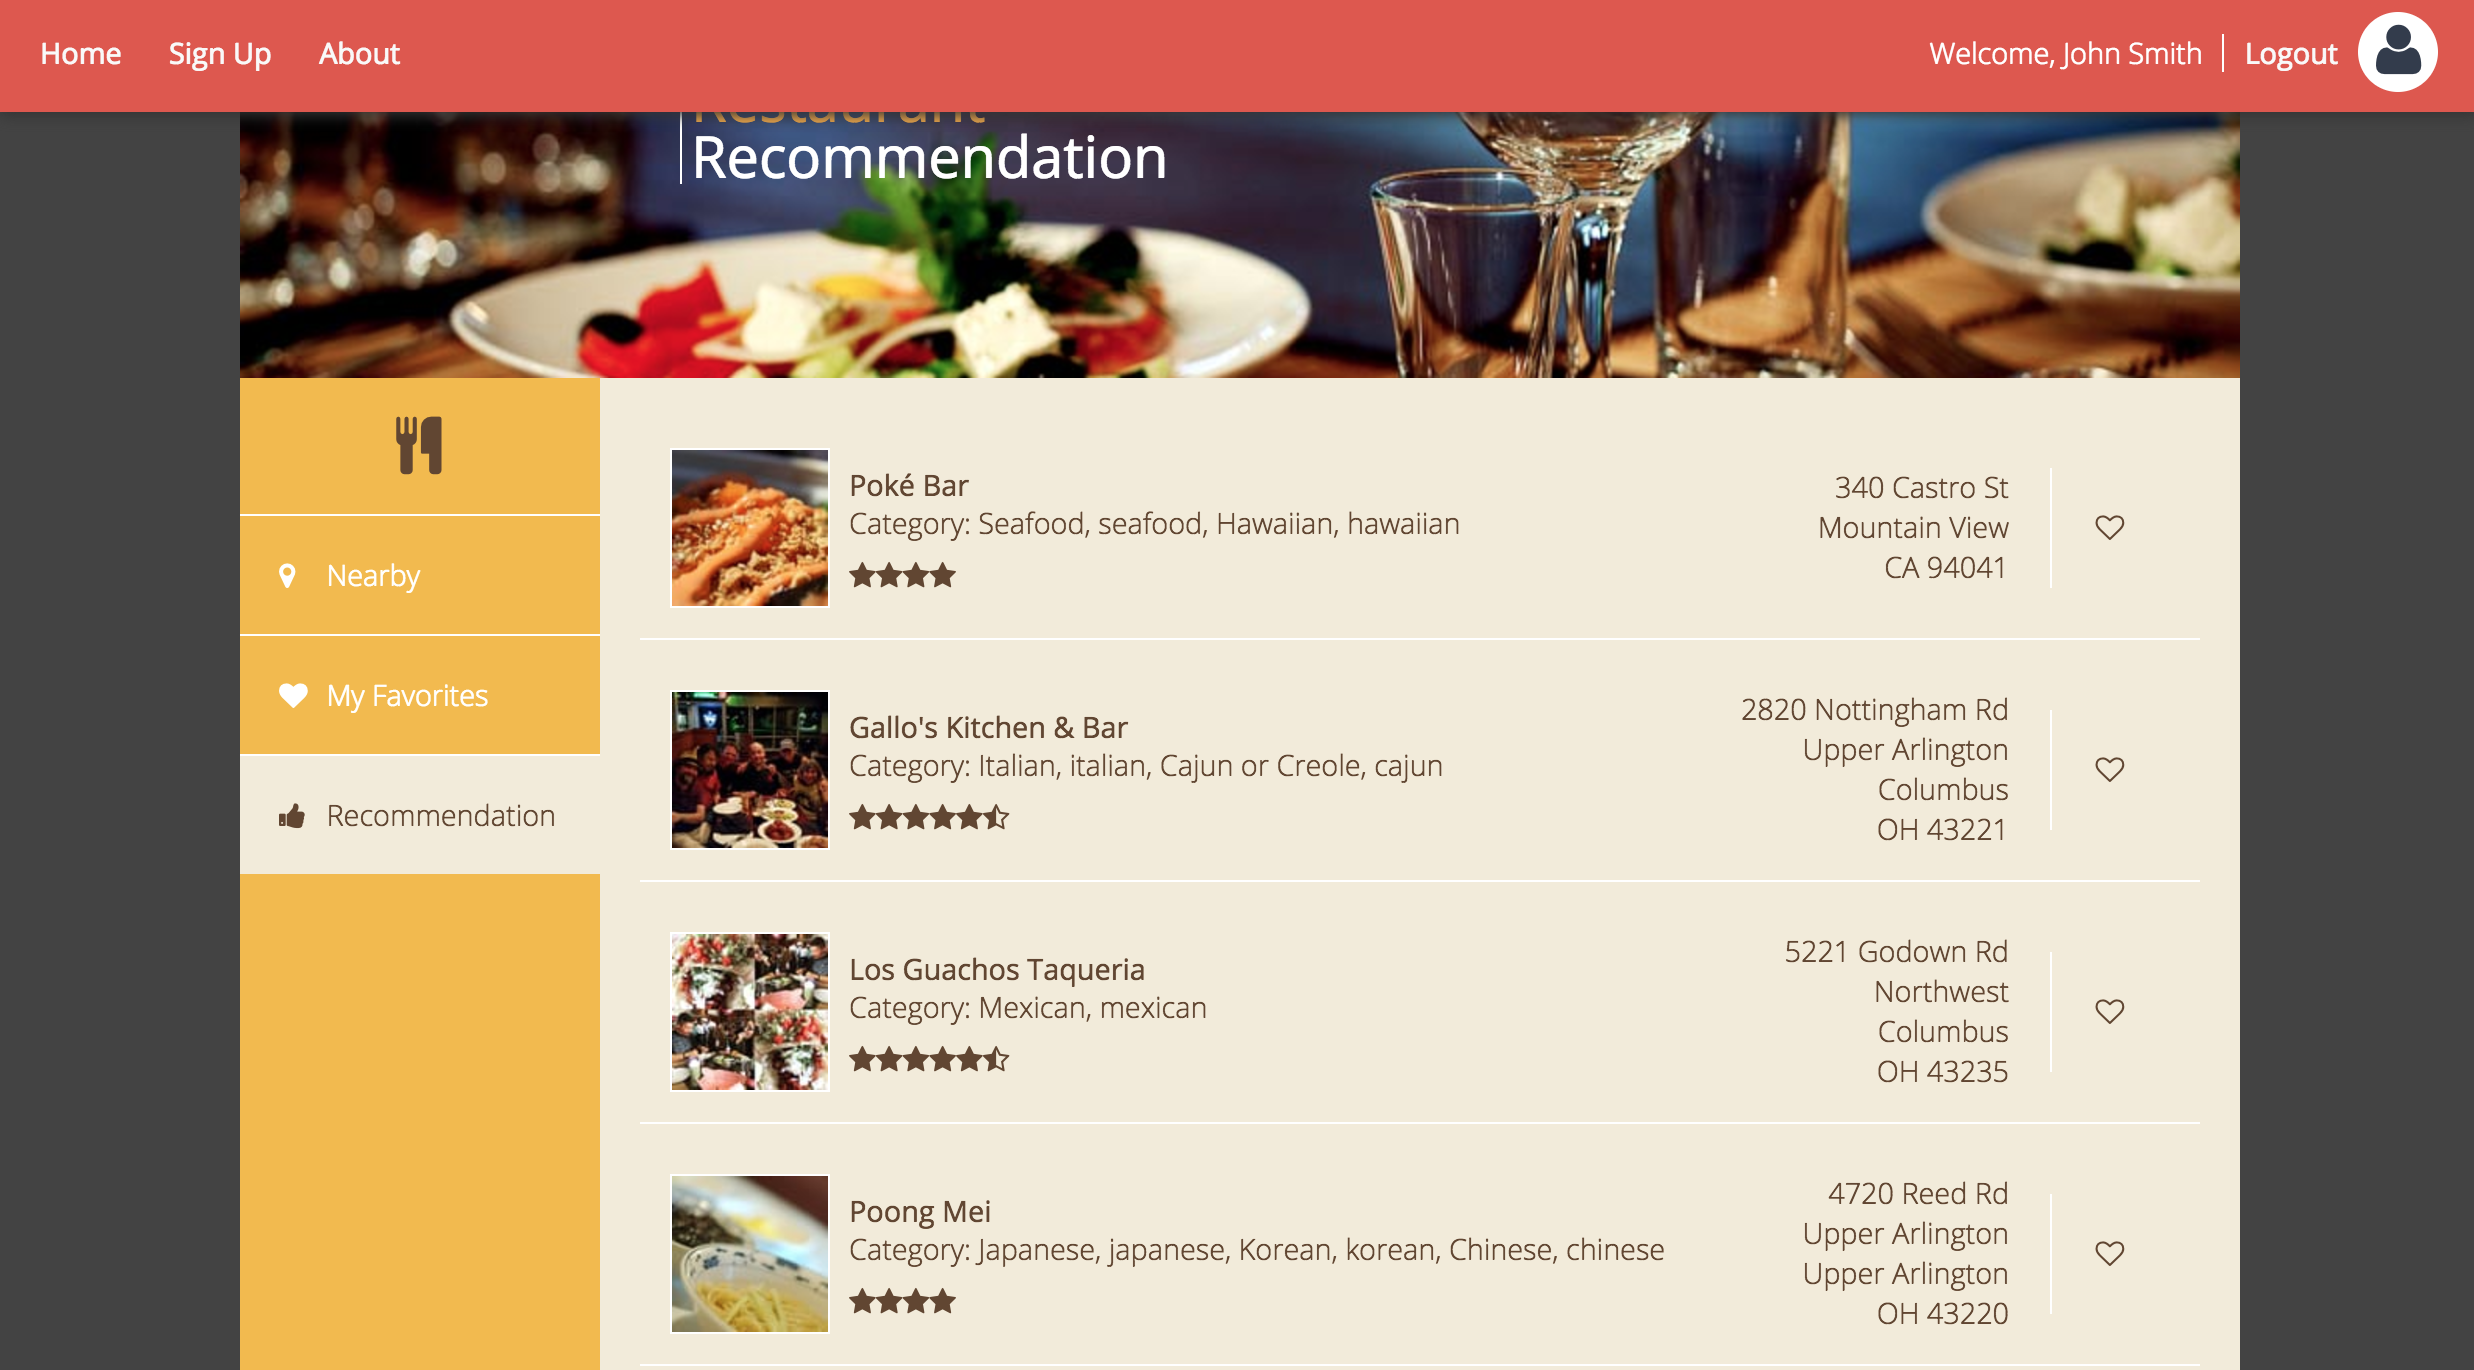 Home
Sign Up
About
Welcome, John Smith
Logout
Restaurant
Recommendation
Nearby
My Favorites
Recommendation
Poké Bar
Category: Seafood, seafood, Hawaiian, hawaiian
340 Castro St
Mountain View
CA 94041
Gallo's Kitchen & Bar
Category: Italian, italian, Cajun or Creole, cajun
2820 Nottingham Rd
Upper Arlington
Columbus
OH 43221
Los Guachos Taqueria
Category: Mexican, mexican
5221 Godown Rd
Northwest
Columbus
OH 43235
Poong Mei
Category: Japanese, japanese, Korean, korean, Chinese, chinese
4720 Reed Rd
Upper Arlington
Upper Arlington
OH 43220